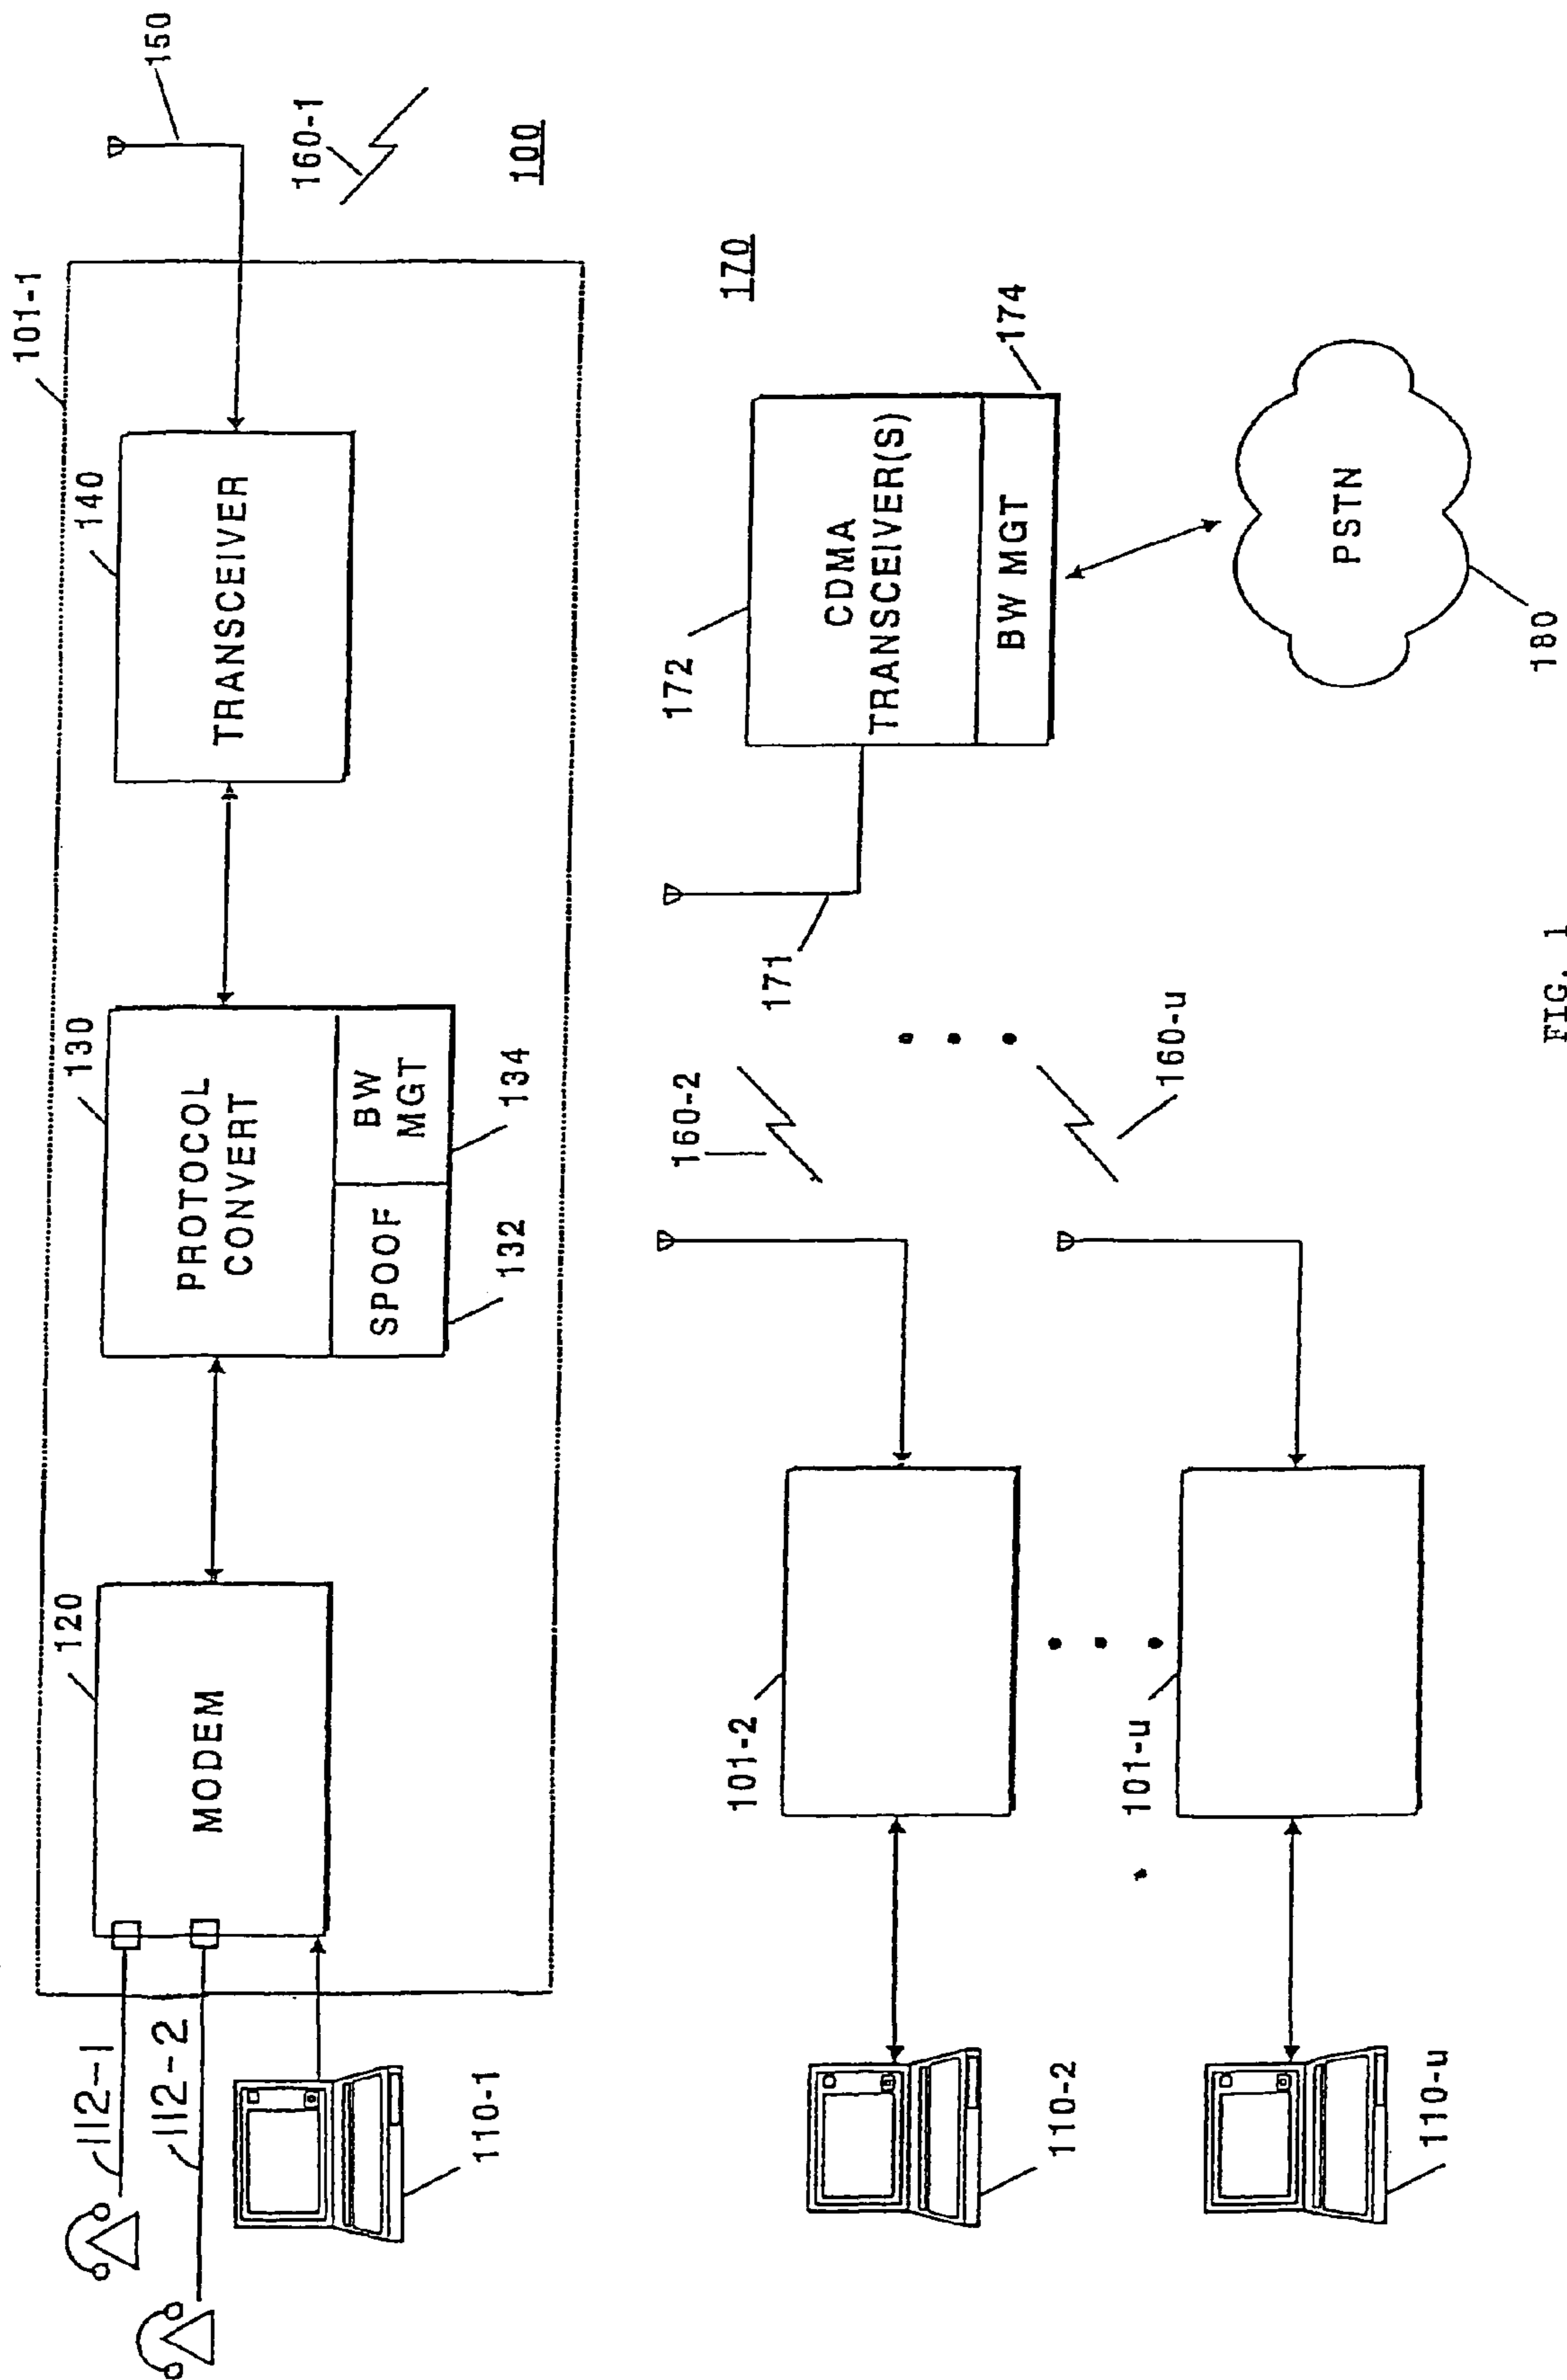 101-1
150
120
130
140
160-1
112-1
112-2
MODEM
PROTOCOL
CONVERT
SPOOF
BW
MGT
TRANSCEIVER
132
134
100
110-1
160-2
172
170
101-2
171
CDMA
TRANSCEIVER(S)
174
BW MGT
110-2
101-u
160-u
PSTN
110-u
180
FIG. 1